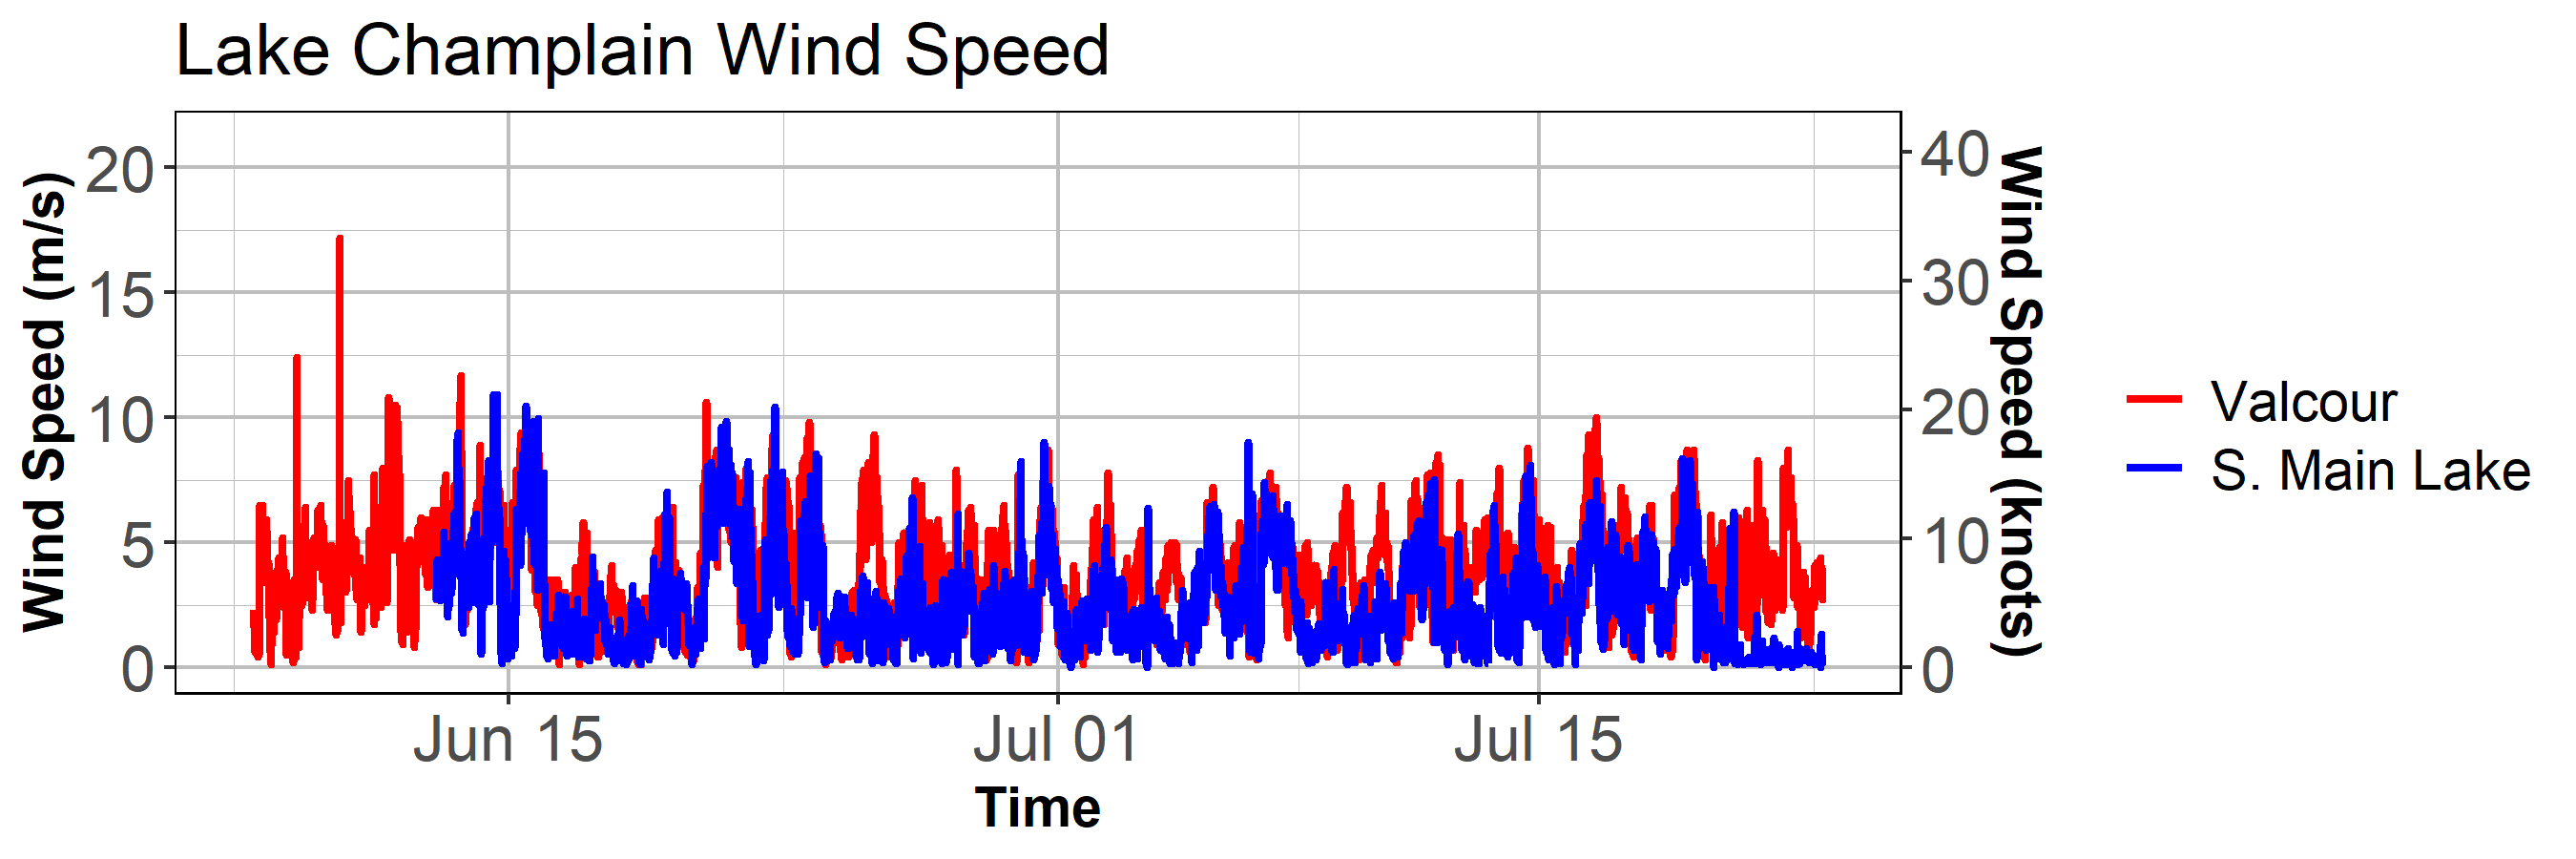 Lake Champlain Wind Speed
Wind Speed (m/s)
20
15
10
5
0
40
30
20
10
0
Wind Speed (knots)
Valcour
S. Main Lake
Jun 15
Jul 01
Jul 15
Time